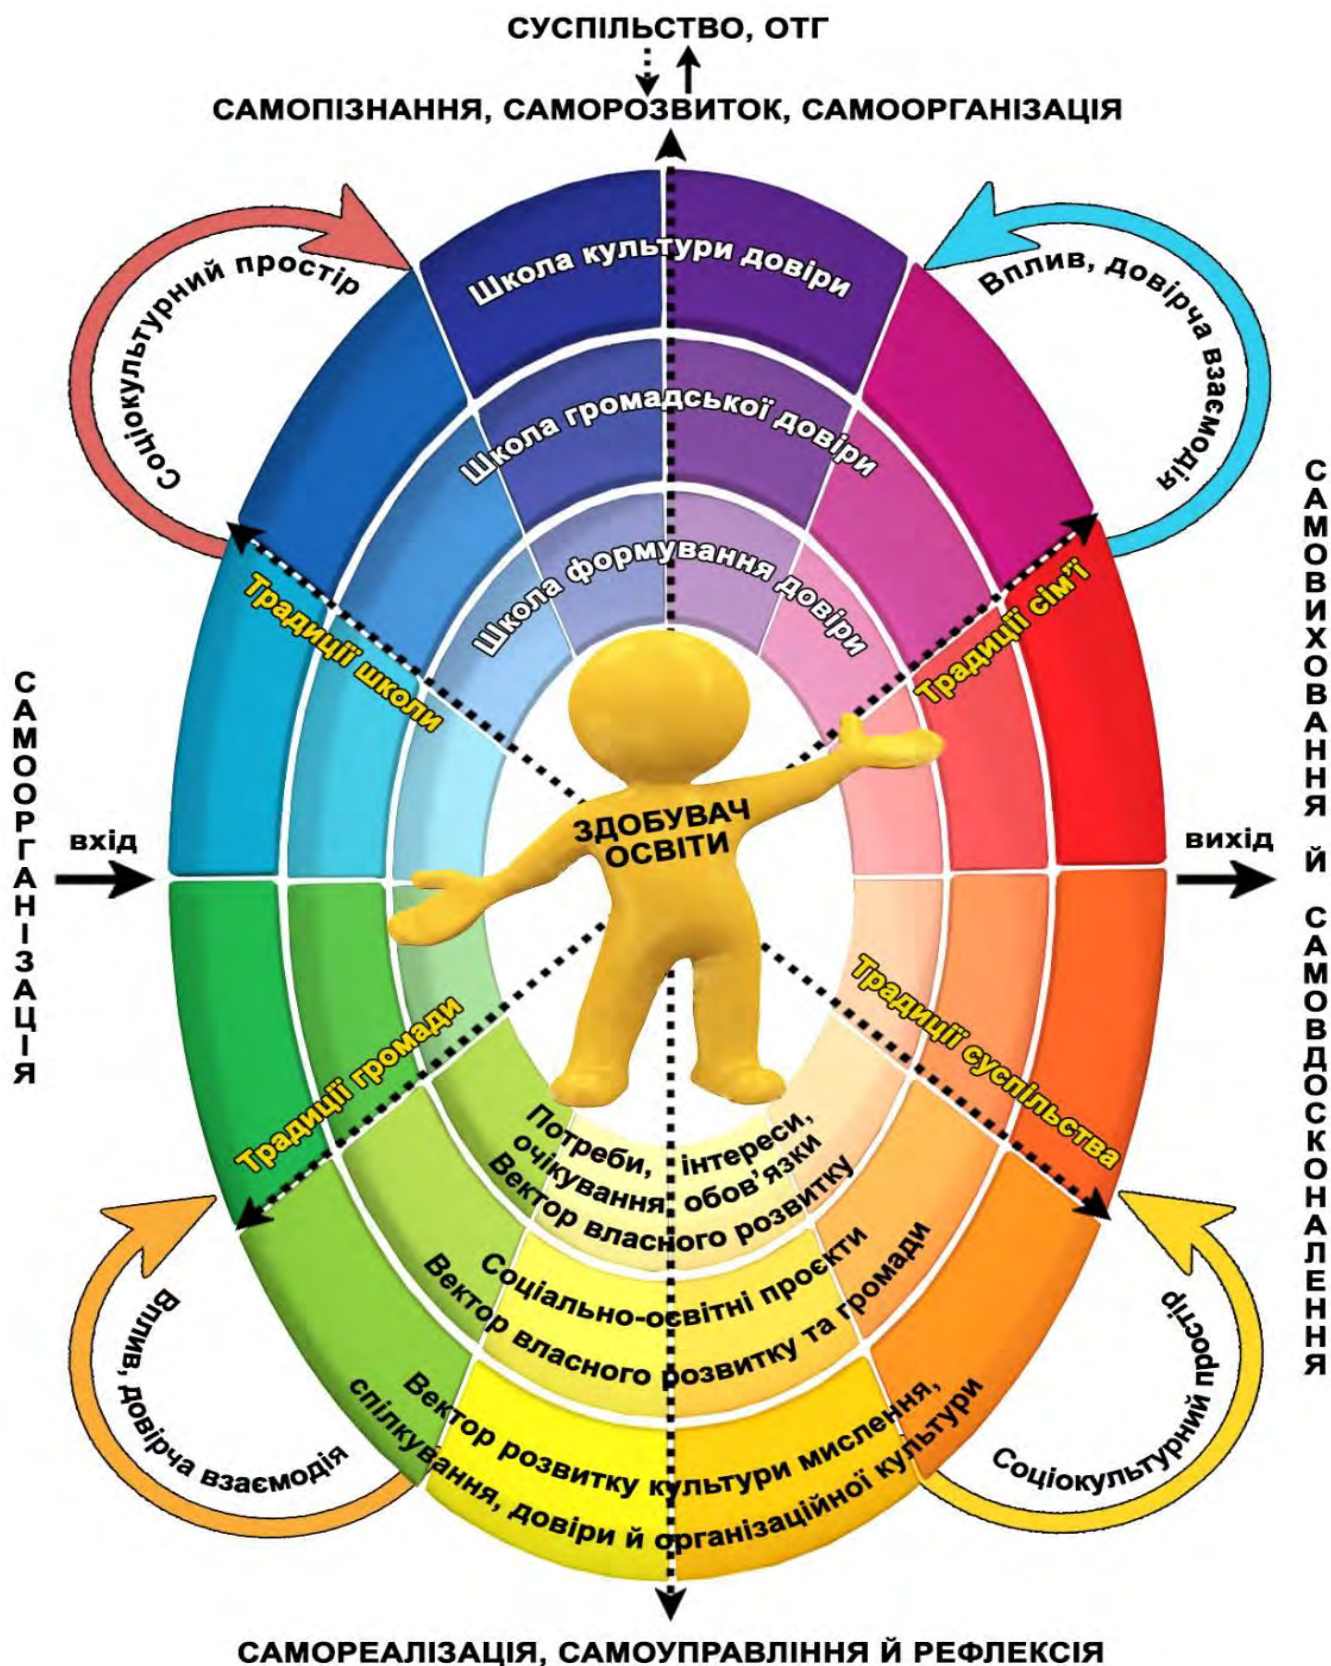 СУСПІЛЬСТВО, ОТГ
САМОПІЗНАННЯ, САМОРОЗВИТОК, САМООРГАНІЗАЦІЯ
Соціокультурний простір
Вплив, довірча взаємодія
Школа культури довіри
Школа громадської довіри
Школа формування довіри
Традиції школи
Традиції сім'ї
САМООРГАНІЗАЦІЯ
вхід
ЗДОБУВАЧ
ОСВІТИ
вихід
САМОВИХОВАННЯ Й САМОВДОСКОНАЛЕННЯ
Традиції громади
Традиції суспільства
Потреби, інтереси,
очікування, обов'язки
Вектор власного розвитку
Соціально-освітні проєкти
Вектор власного розвитку та громади
Вектор розвитку культури мислення,
спілкування, довіри й організаційної культури
Вплив, довірча взаємодія
Соціокультурний простір
САМОРЕАЛІЗАЦІЯ, САМОУПРАВЛІННЯ Й РЕФЛЕКСІЯ